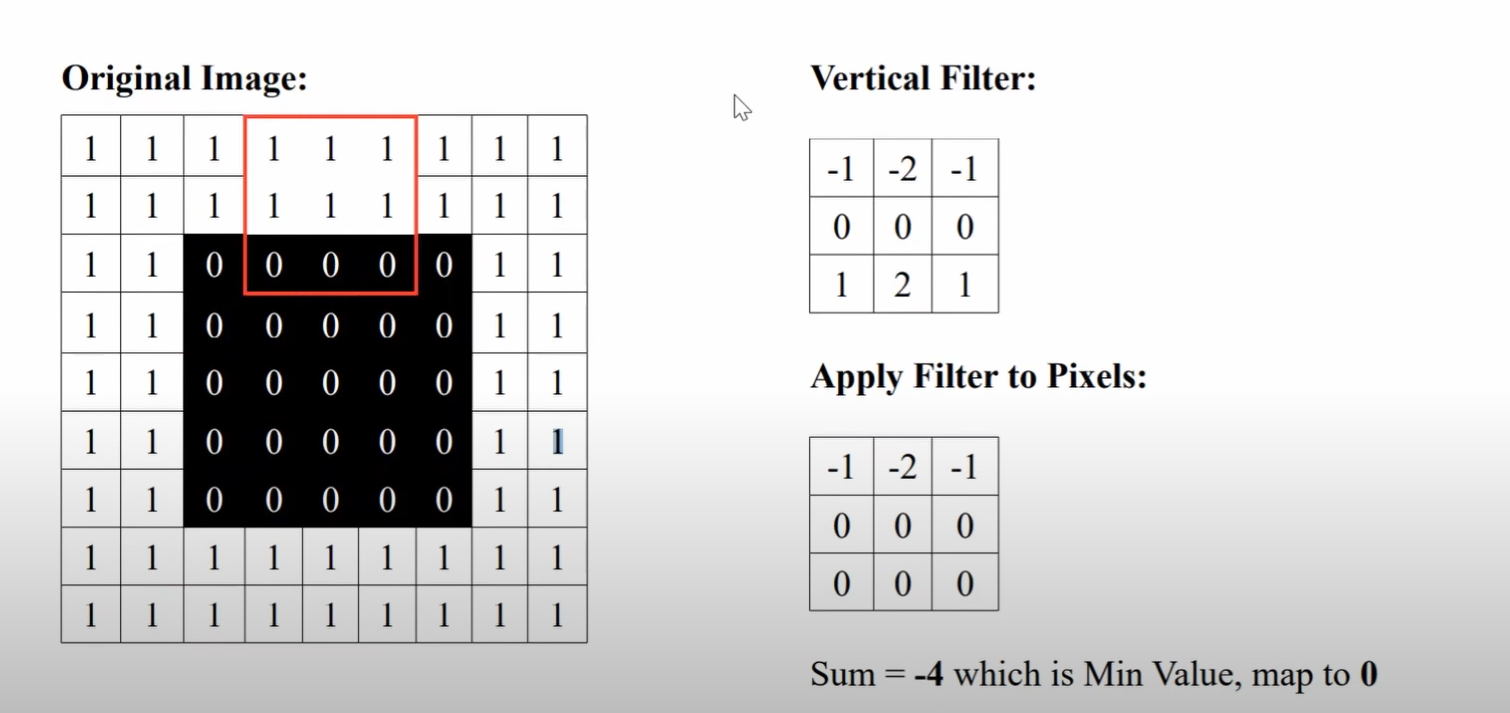 Original Image:
1 1 1 1 1 1 1 1 1
1 1 1 1 1 1 1 1 1
1 1 0 0 0 0 0 1 1
1 1 0 0 0 0 0 1 1
1 1 0 0 0 0 0 1 1
1 1 0 0 0 0 0 1 1
1 1 0 0 0 0 0 1 1
1 1 1 1 1 1 1 1 1
1 1 1 1 1 1 1 1 1
Vertical Filter:
-1 -2 -1
0 0 0
1 2 1
Apply Filter to Pixels:
-1 -2 -1
0 0 0
0 0 0
Sum = -4 which is Min Value, map to 0